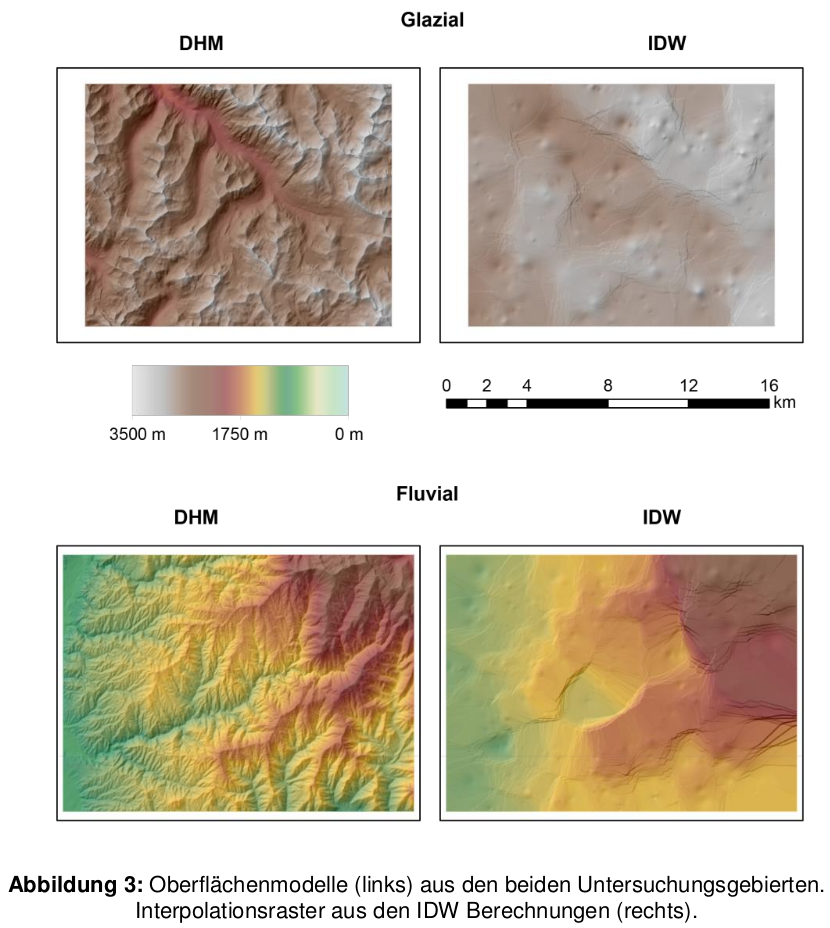 Glazial
DHM IDW
3500 m 1750 m 0 m
0 2 4 8 12 16
km
Fluvial
DHM IDW
Abbildung 3: Oberflächenmodelle (links) aus den beiden Untersuchungsgebierten.
Interpolationsraster aus den IDW Berechnungen (rechts).